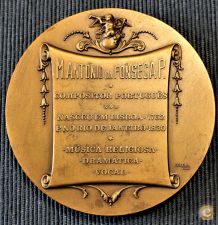 M. ANTÓNIO DA FONSECA P.
COMPOSITOR PORTUGUÊS
NASCEU EM LISBOA-1762
E NO RIO DE JANEIRO-1830
MÚSICA RELIGIOSA
DRAMÁTICA
VOCAL